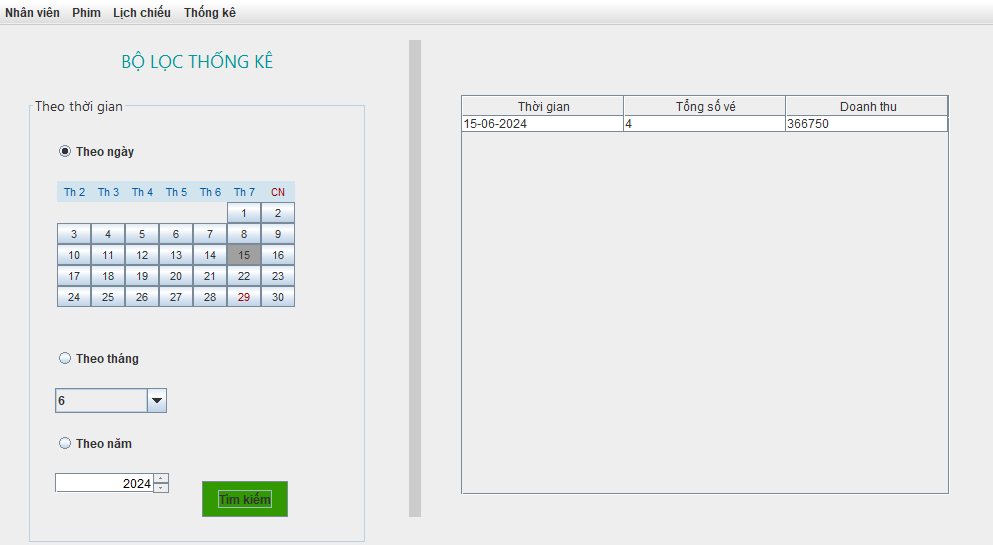 Nhân viên Phim Lịch chiếu Thống kê
BỘ LỌC THỐNG KÊ
Theo thời gian
Theo ngày
Th 2 Th 3 Th 4 Th 5 Th 6 Th 7 CN
1 2
3 4 5 6 7 8 9
10 11 12 13 14 15 16
17 18 19 20 21 22 23
24 25 26 27 28 29 30
Theo tháng
6
Theo năm
2024
Tìm kiếm
Thời gian Tổng số vé Doanh thu
15-06-2024 4 366750